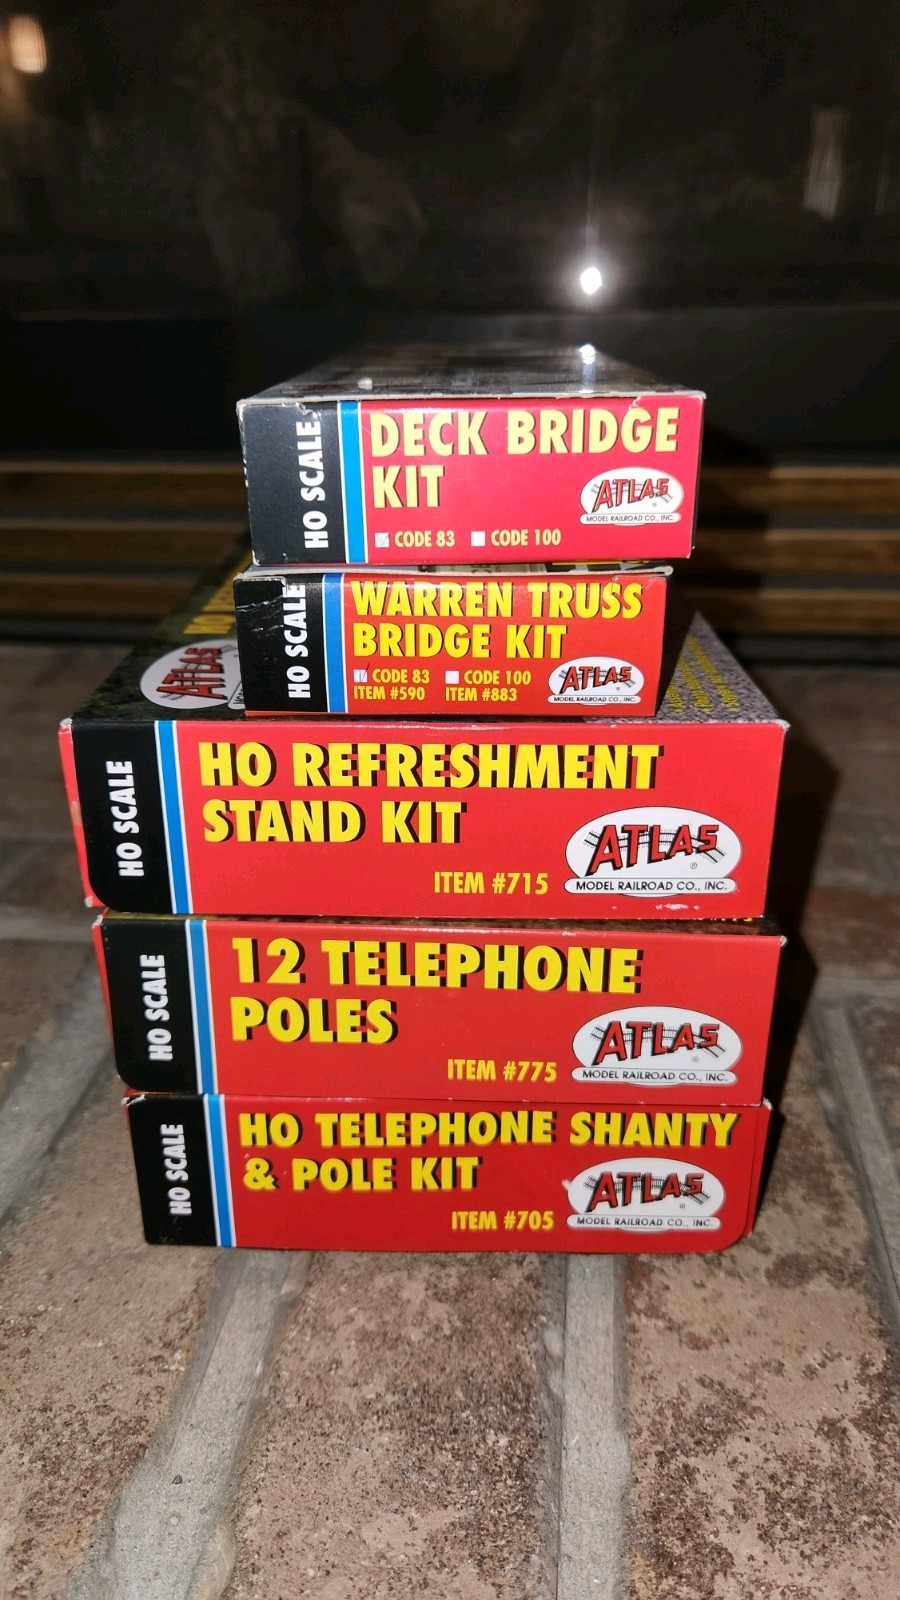 HO SCALE
DECK BRIDGE
KIT
CODE 83 CODE 100
ATLAS
MODEL RAILROAD CO., INC.
HO SCALE
WARREN TRUSS
BRIDGE KIT
CODE 83 CODE 100
ITEM #590 ITEM #883
ATLAS
MODEL RAILROAD CO., INC.
ATLAS
HO SCALE
HO REFRESHMENT
STAND KIT
ITEM #715
ATLAS
®
MODEL RAILROAD CO., INC.
HO SCALE
12 TELEPHONE
POLES
ITEM #775
ATLAS
®
MODEL RAILROAD CO., INC.
HO SCALE
HO TELEPHONE SHANTY
& POLE KIT
ITEM #705
ATLAS
®
MODEL RAILROAD CO., INC.